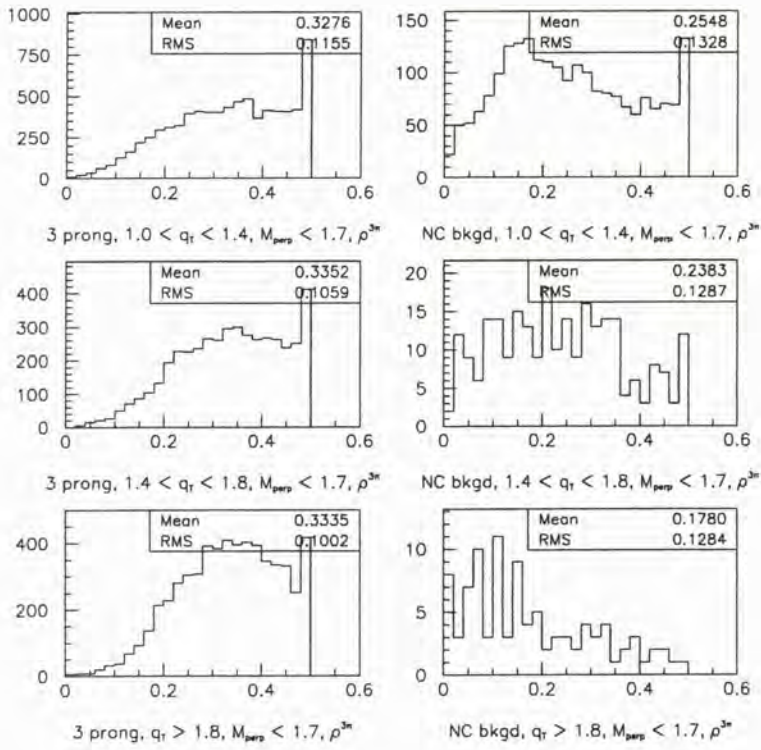 1000
750
500
250
0
Mean 0.3276
RMS 0.1155
0 0.2 0.4 0.6
3 prong, 1.0 < q_T < 1.4, M_perp < 1.7, ρ^3π
150
100
50
0
Mean 0.2548
RMS 0.1328
0 0.2 0.4 0.6
NC bkgd, 1.0 < q_T < 1.4, M_perp < 1.7, ρ^3π
400
300
200
100
0
Mean 0.3352
RMS 0.1059
0 0.2 0.4 0.6
3 prong, 1.4 < q_T < 1.8, M_perp < 1.7, ρ^3π
20
15
10
5
0
Mean 0.2383
RMS 0.1287
0 0.2 0.4 0.6
NC bkgd, 1.4 < q_T < 1.8, M_perp < 1.7, ρ^3π
400
200
0
Mean 0.3335
RMS 0.1002
0 0.2 0.4 0.6
3 prong, q_T > 1.8, M_perp < 1.7, ρ^3π
10
5
0
Mean 0.1780
RMS 0.1284
0 0.2 0.4 0.6
NC bkgd, q_T > 1.8, M_perp < 1.7, ρ^3π